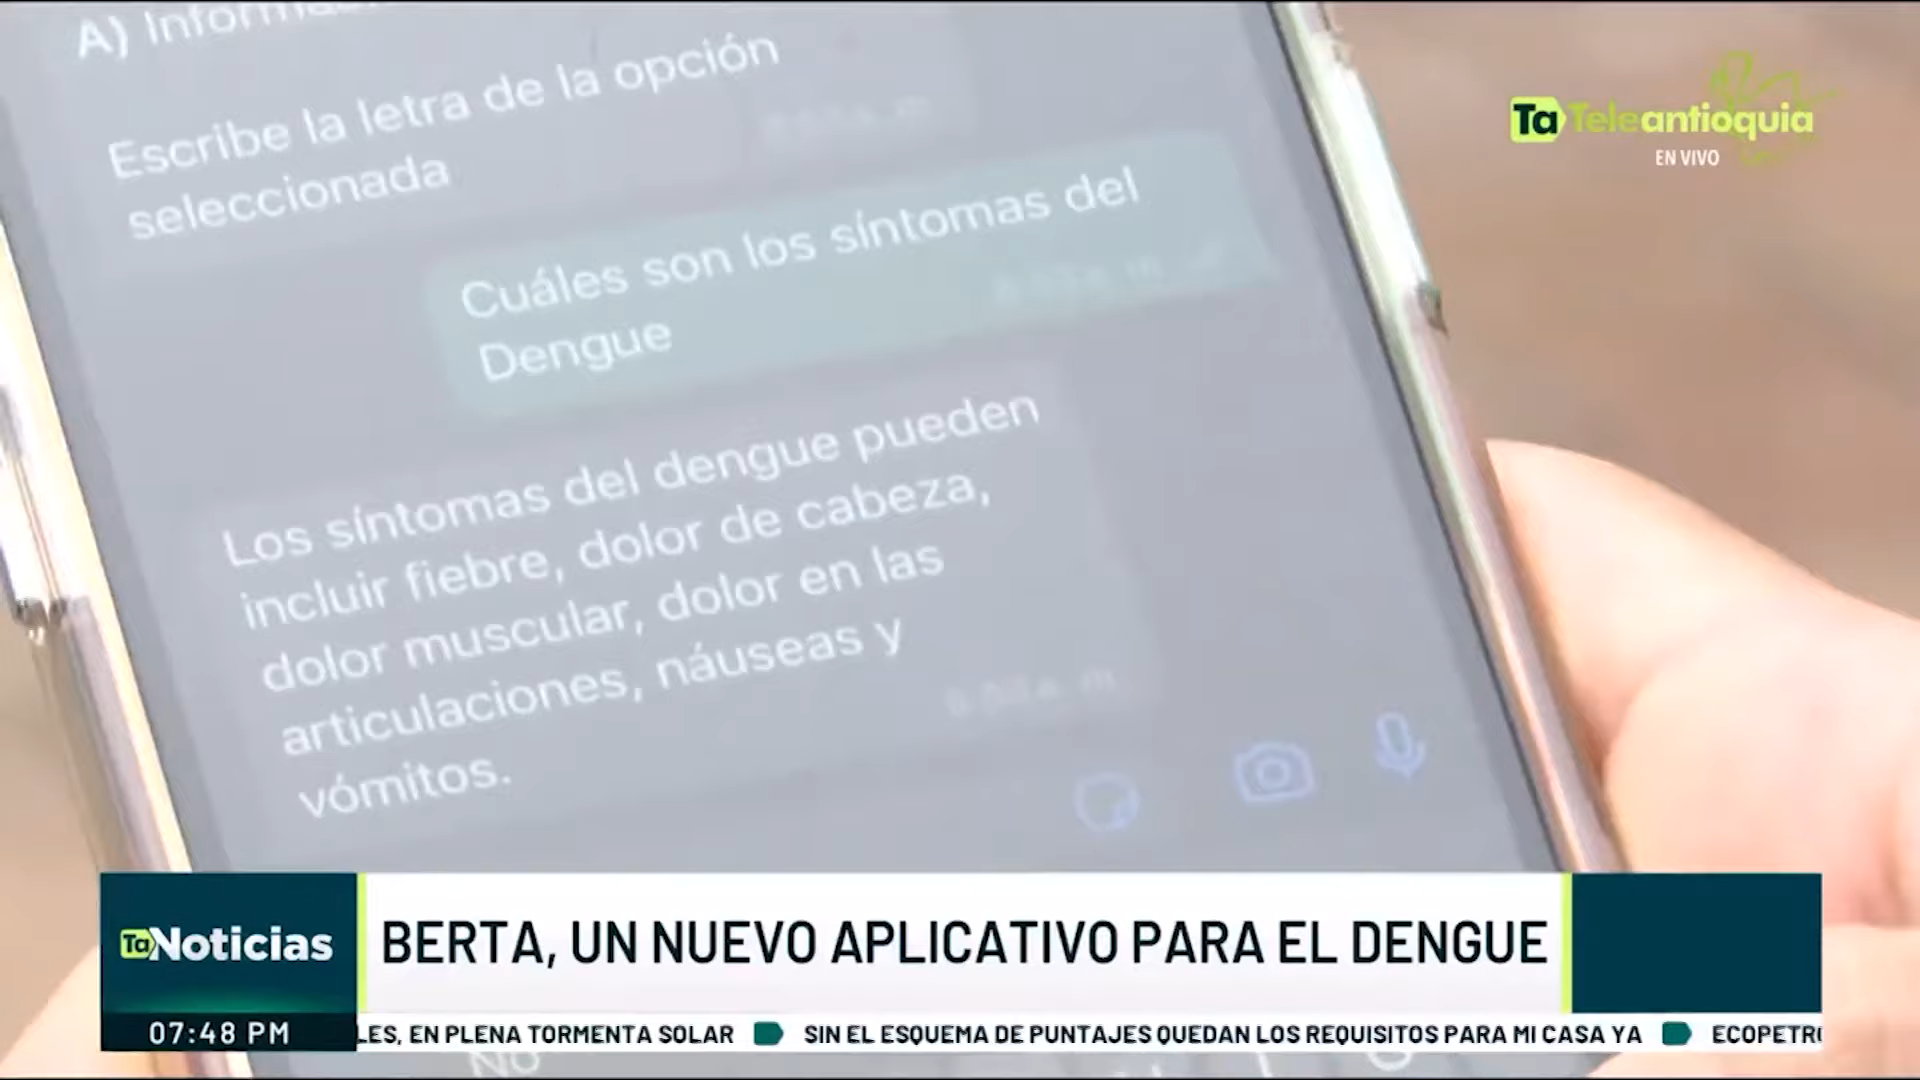 A) Informac
Escribe la letra de la opción
seleccionada
Cuáles son los síntomas del
Dengue
Los síntomas del dengue pueden
incluir fiebre, dolor de cabeza,
dolor muscular, dolor en las
articulaciones, náuseas y
vómitos.
Ta Teleantioquia
EN VIVO
Ta Noticias
BERTA, UN NUEVO APLICATIVO PARA EL DENGUE
07:48 PM
LES, EN PLENA TORMENTA SOLAR SIN EL ESQUEMA DE PUNTAJES QUEDAN LOS REQUISITOS PARA MI CASA YA ECOPETR
No